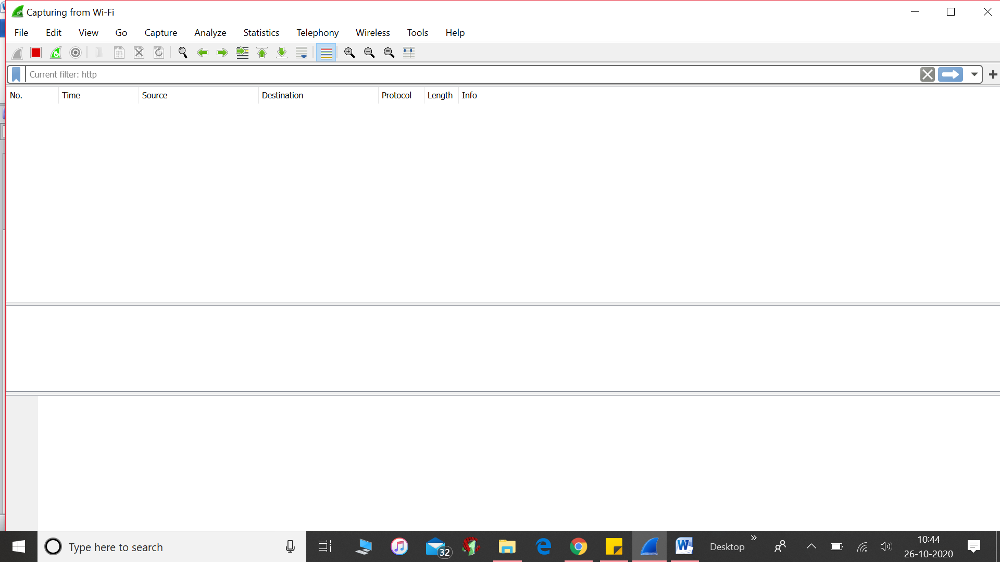 Capturing from Wi-Fi
File Edit View Go Capture Analyze Statistics Telephony Wireless Tools Help
Current filter: http
No. Time Source Destination Protocol Length Info
Type here to search
32
Desktop
10:44
26-10-2020